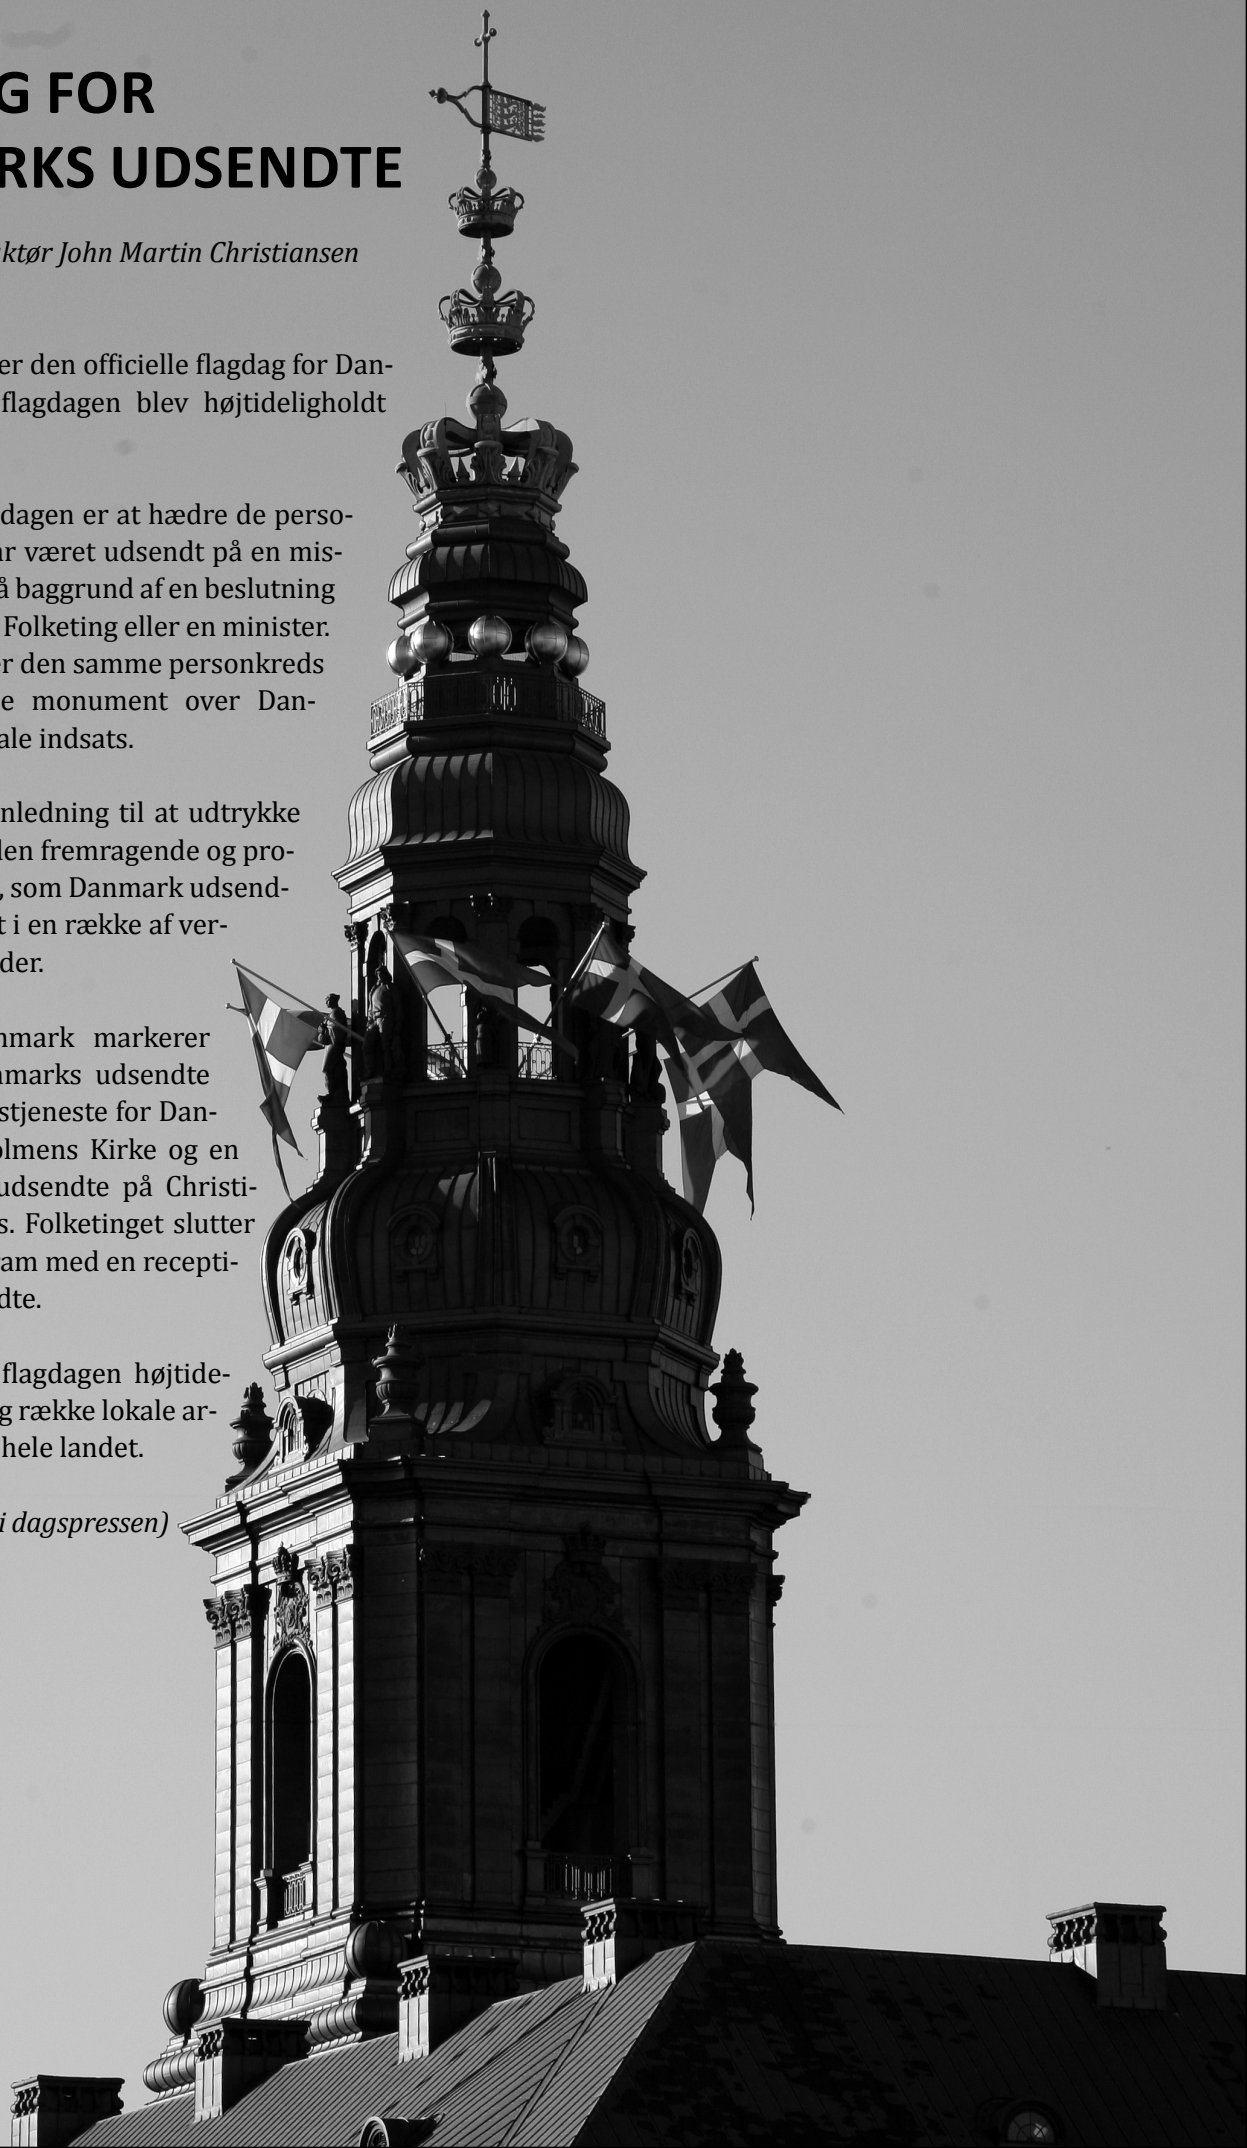 G FOR
RKS UDSENDTE
ktør John Martin Christiansen
er den officielle flagdag for Dan-
flagdagen blev højtideligholdt
dagen er at hædre de perso-
ar været udsendt på en mis-
å baggrund af en beslutning
Folketing eller en minister.
er den samme personkreds
e monument over Dan-
ale indsats.
nledning til at udtrykke
den fremragende og pro-
, som Danmark udsend-
t i en række af ver-
der.
nmark markerer
nmarks udsendte
stjeneste for Dan-
olmens Kirke og en
udsendte på Christi-
s. Folketinget slutter
ram med en recepti-
dte.
flagdagen højtide-
g række lokale ar-
hele landet.
i dagspressen)